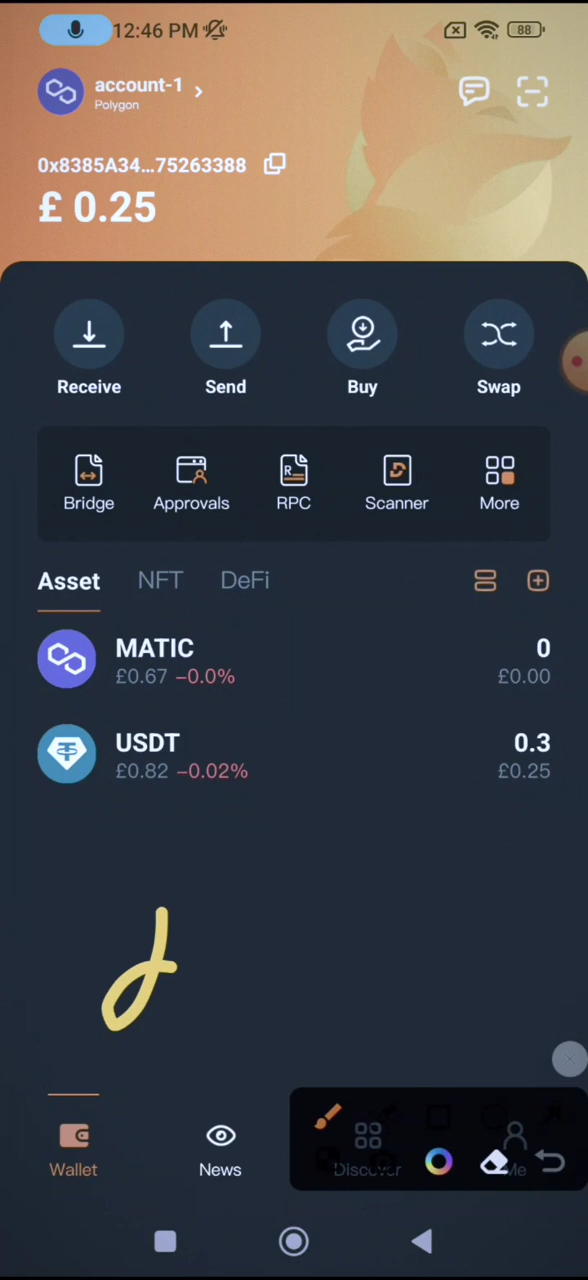 12:46 PM 88
account-1
Polygon
0x8385A34...75263388
£ 0.25
Receive Send Buy Swap
Bridge Approvals RPC Scanner More
Asset NFT DeFi
MATIC 0
£0.67 −0.0% £0.00
USDT 0.3
£0.82 −0.02% £0.25
Wallet News Discover Me